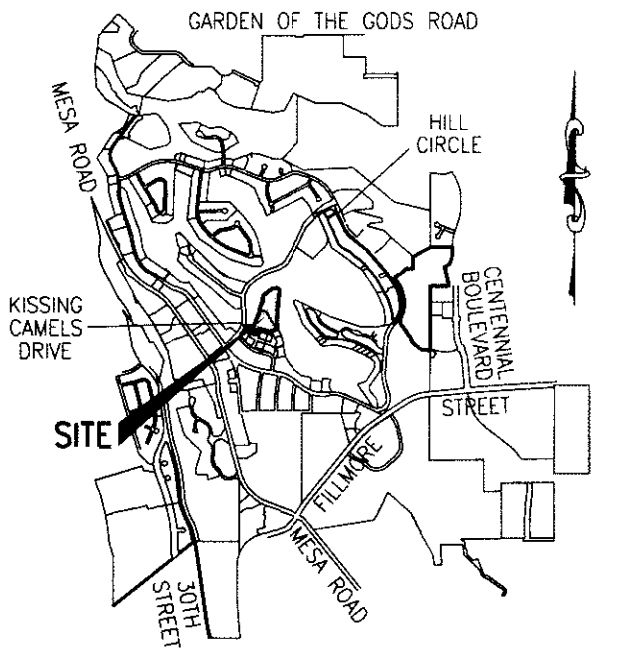 GARDEN OF THE GODS ROAD
MESA ROAD
HILL
CIRCLE
KISSING
CAMELS
DRIVE
CENTENNIAL
BOULEVARD
STREET
SITE
FILLMORE
MESA ROAD
30TH
STREET